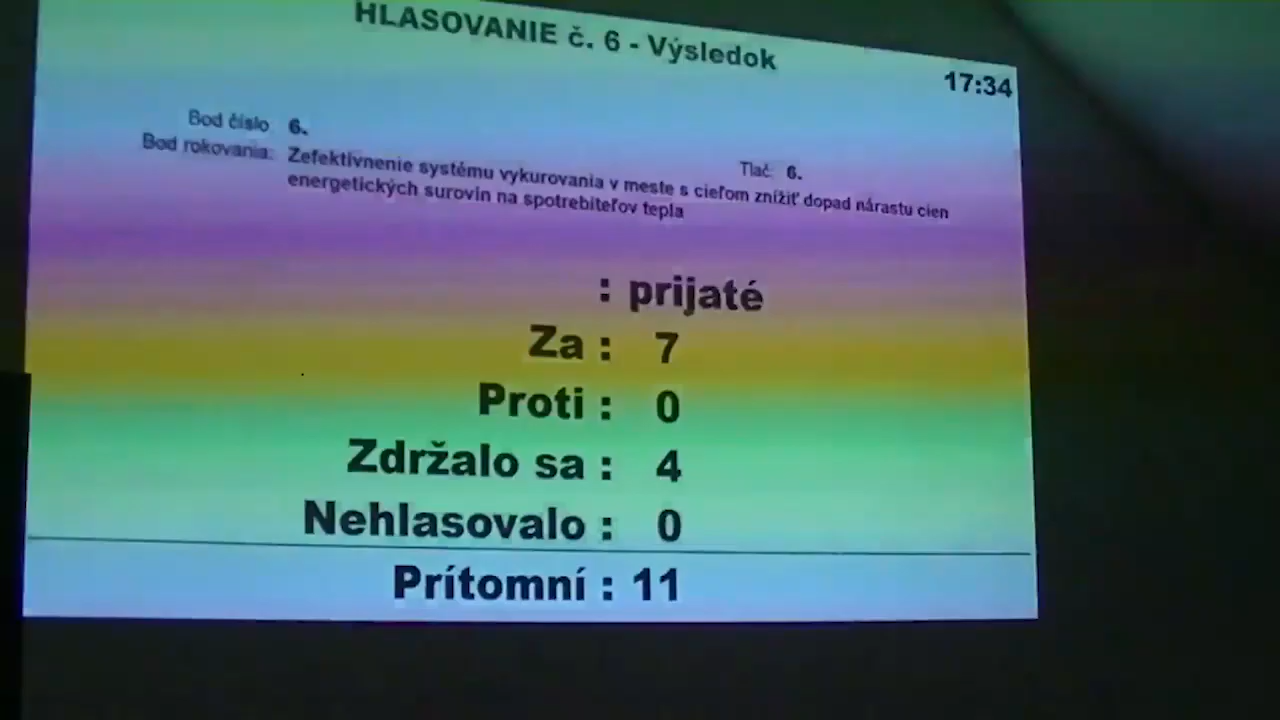 HLASOVANIE č. 6 - Výsledok
17:34
Bod číslo 6.
Tlač: 6.
Bod rokovania: Zefektívnenie systému vykurovania v meste s cieľom znížiť dopad nárastu cien
energetických surovín na spotrebiteľov tepla
: prijaté
Za : 7
Proti : 0
Zdržalo sa : 4
Nehlasovalo : 0
Prítomní : 11